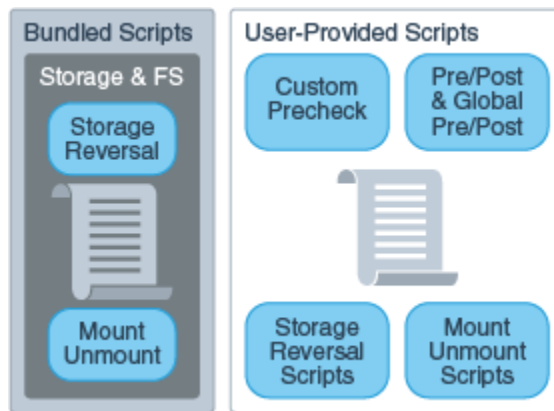 Bundled Scripts
Storage & FS
Storage
Reversal
Mount
Unmount
User-Provided Scripts
Custom
Precheck
Pre/Post
& Global
Pre/Post
Storage
Reversal
Scripts
Mount
Unmount
Scripts